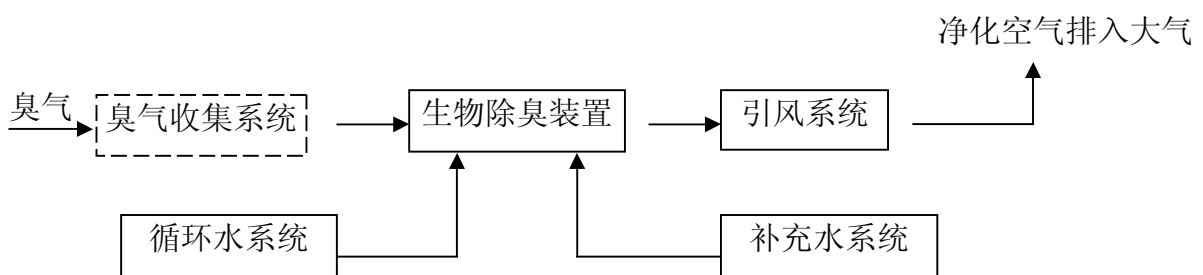 净化空气排入大气
臭气
臭气收集系统
生物除臭装置
引风系统
循环水系统
补充水系统